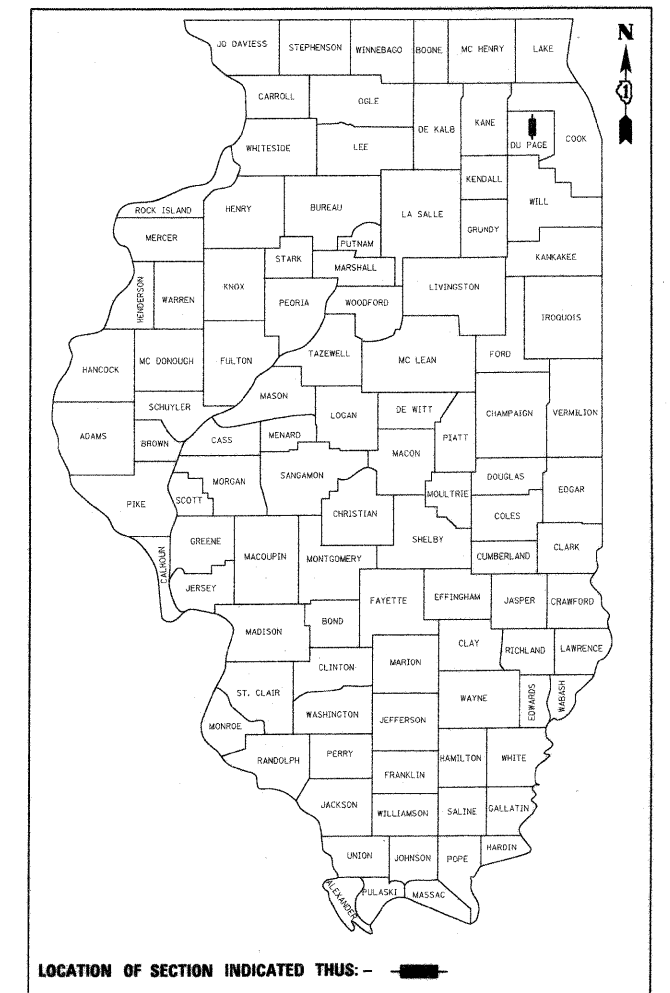 N
1
JO DAVIESS STEPHENSON WINNEBAGO BOONE MC HENRY LAKE
CARROLL OGLE DE KALB KANE COOK
DU PAGE
WHITESIDE LEE
KENDALL
ROCK ISLAND HENRY BUREAU LA SALLE WILL
MERCER PUTNAM GRUNDY
STARK MARSHALL KANKAKEE
HENDERSON WARREN KNOX PEORIA WOODFORD LIVINGSTON
IROQUOIS
HANCOCK MC DONOUGH FULTON TAZEWELL MC LEAN FORD
MASON
SCHUYLER LOGAN DE WITT CHAMPAIGN VERMILION
ADAMS BROWN CASS MENARD PIATT
MACON
PIKE SCOTT MORGAN SANGAMON DOUGLAS
MOULTRIE EDGAR
CHRISTIAN COLES
GREENE SHELBY
CALHOUN MACOUPIN MONTGOMERY CUMBERLAND CLARK
JERSEY
FAYETTE EFFINGHAM JASPER CRAWFORD
MADISON BOND
CLAY RICHLAND LAWRENCE
CLINTON MARION
ST. CLAIR WAYNE EDWARDS WABASH
MONROE WASHINGTON JEFFERSON
RANDOLPH PERRY HAMILTON WHITE
FRANKLIN
JACKSON WILLIAMSON SALINE GALLATIN
UNION JOHNSON POPE HARDIN
ALEXANDER PULASKI MASSAC
LOCATION OF SECTION INDICATED THUS: -